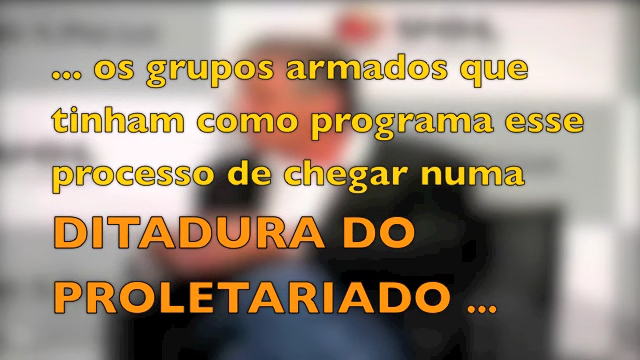 ... os grupos armados que
tinham como programa esse
processo de chegar numa
DITADURA DO
PROLETARIADO ...